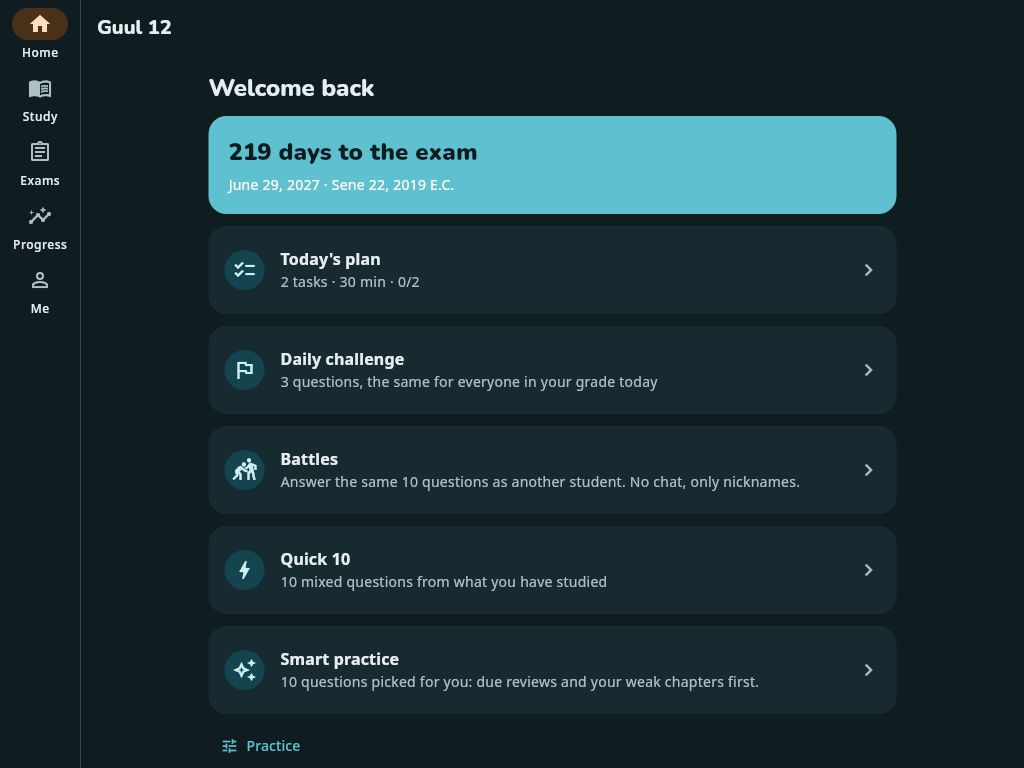 Guul 12
Home
Study
Exams
Progress
Me
Welcome back
219 days to the exam
June 29, 2027 · Sene 22, 2019 E.C.
Today's plan
2 tasks · 30 min · 0/2
Daily challenge
3 questions, the same for everyone in your grade today
Battles
Answer the same 10 questions as another student. No chat, only nicknames.
Quick 10
10 mixed questions from what you have studied
Smart practice
10 questions picked for you: due reviews and your weak chapters first.
Practice